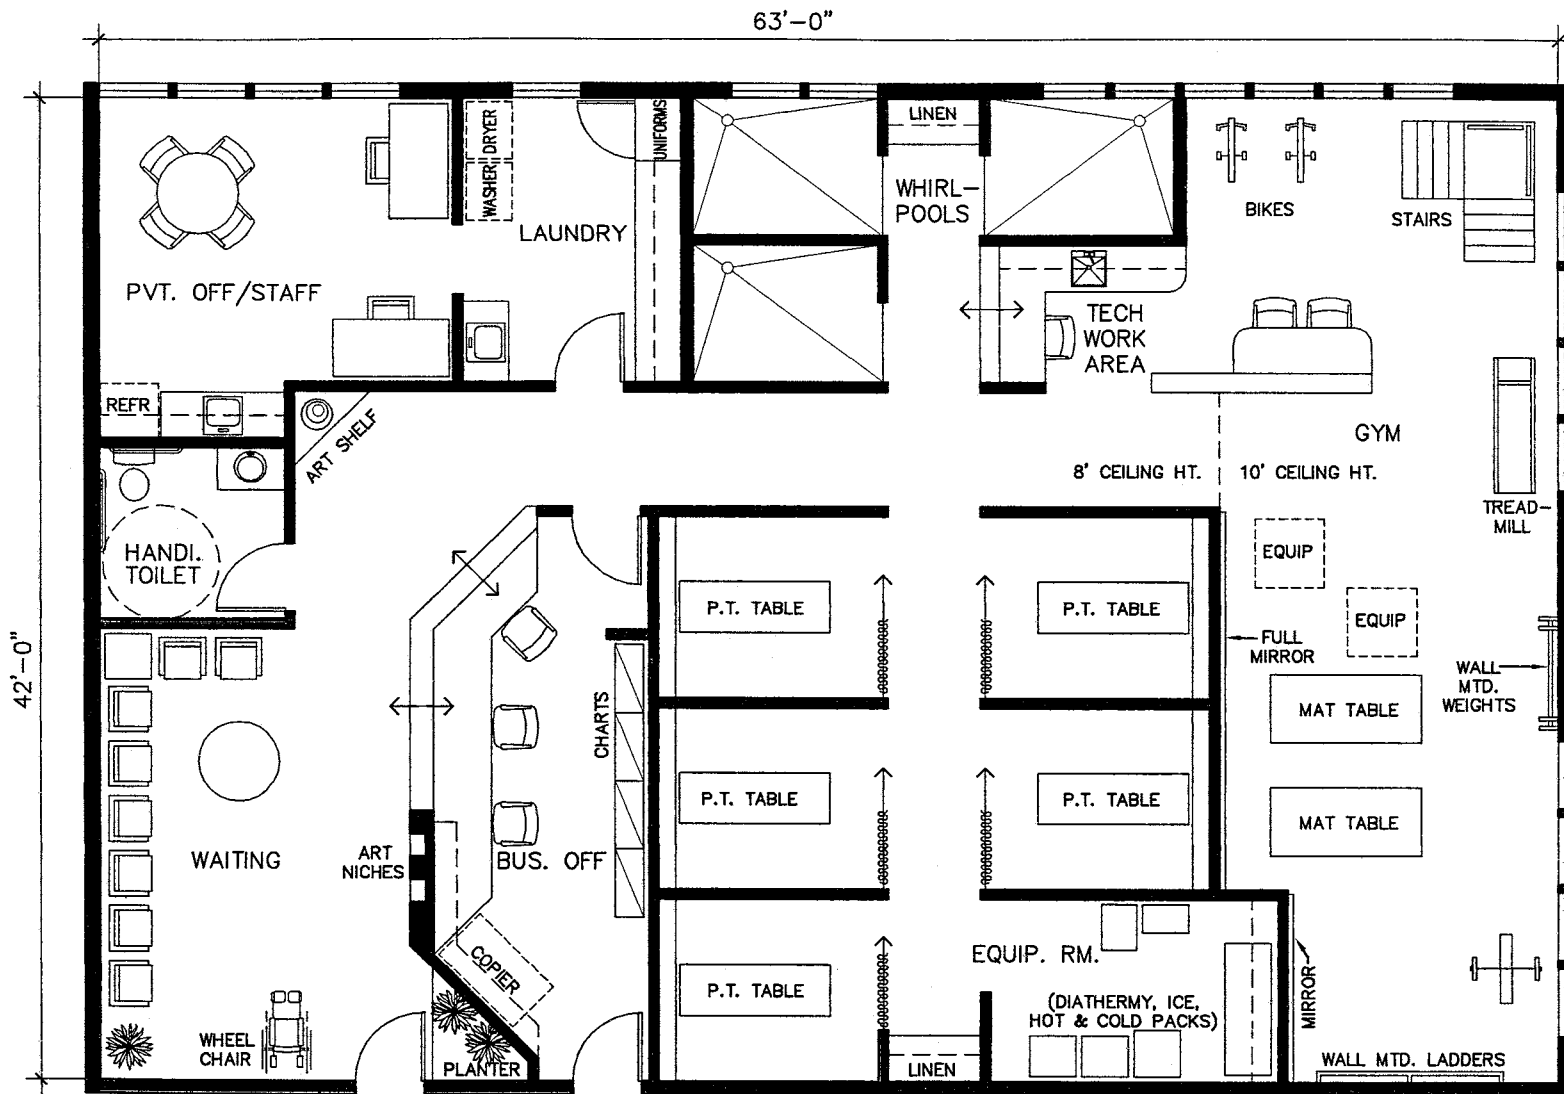 63'-0"
42'-0"
PVT. OFF/STAFF
REFR
DRYER
WASHER
LAUNDRY
UNIFORMS
LINEN
WHIRL-
POOLS
TECH
WORK
AREA
BIKES
STAIRS
GYM
8' CEILING HT.
10' CEILING HT.
TREAD-
MILL
ART SHELF
HANDI.
TOILET
EQUIP
EQUIP
P.T. TABLE
P.T. TABLE
FULL
MIRROR
WALL
MTD.
WEIGHTS
MAT TABLE
CHARTS
P.T. TABLE
P.T. TABLE
MAT TABLE
WAITING
ART
NICHES
BUS. OFF
COPIER
EQUIP. RM.
(DIATHERMY, ICE,
HOT & COLD PACKS)
P.T. TABLE
MIRROR
WHEEL
CHAIR
PLANTER
LINEN
WALL MTD. LADDERS